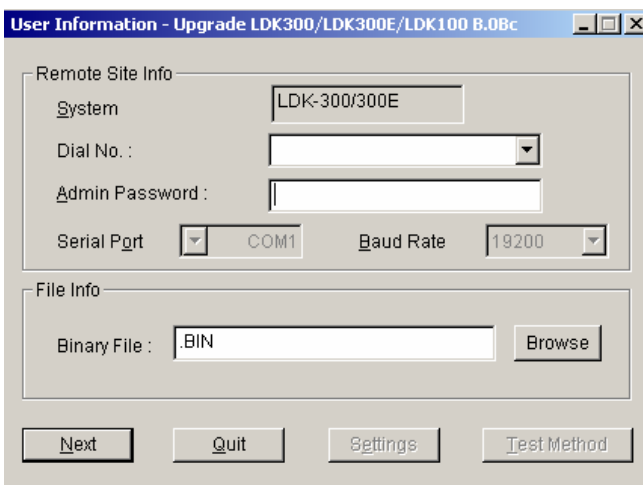 User Information - Upgrade LDK300/LDK300E/LDK100 B.0Bc
Remote Site Info
System LDK-300/300E
Dial No. :
Admin Password :
Serial Port COM1 Baud Rate 19200
File Info
Binary File : .BIN Browse
Next Quit Settings Test Method